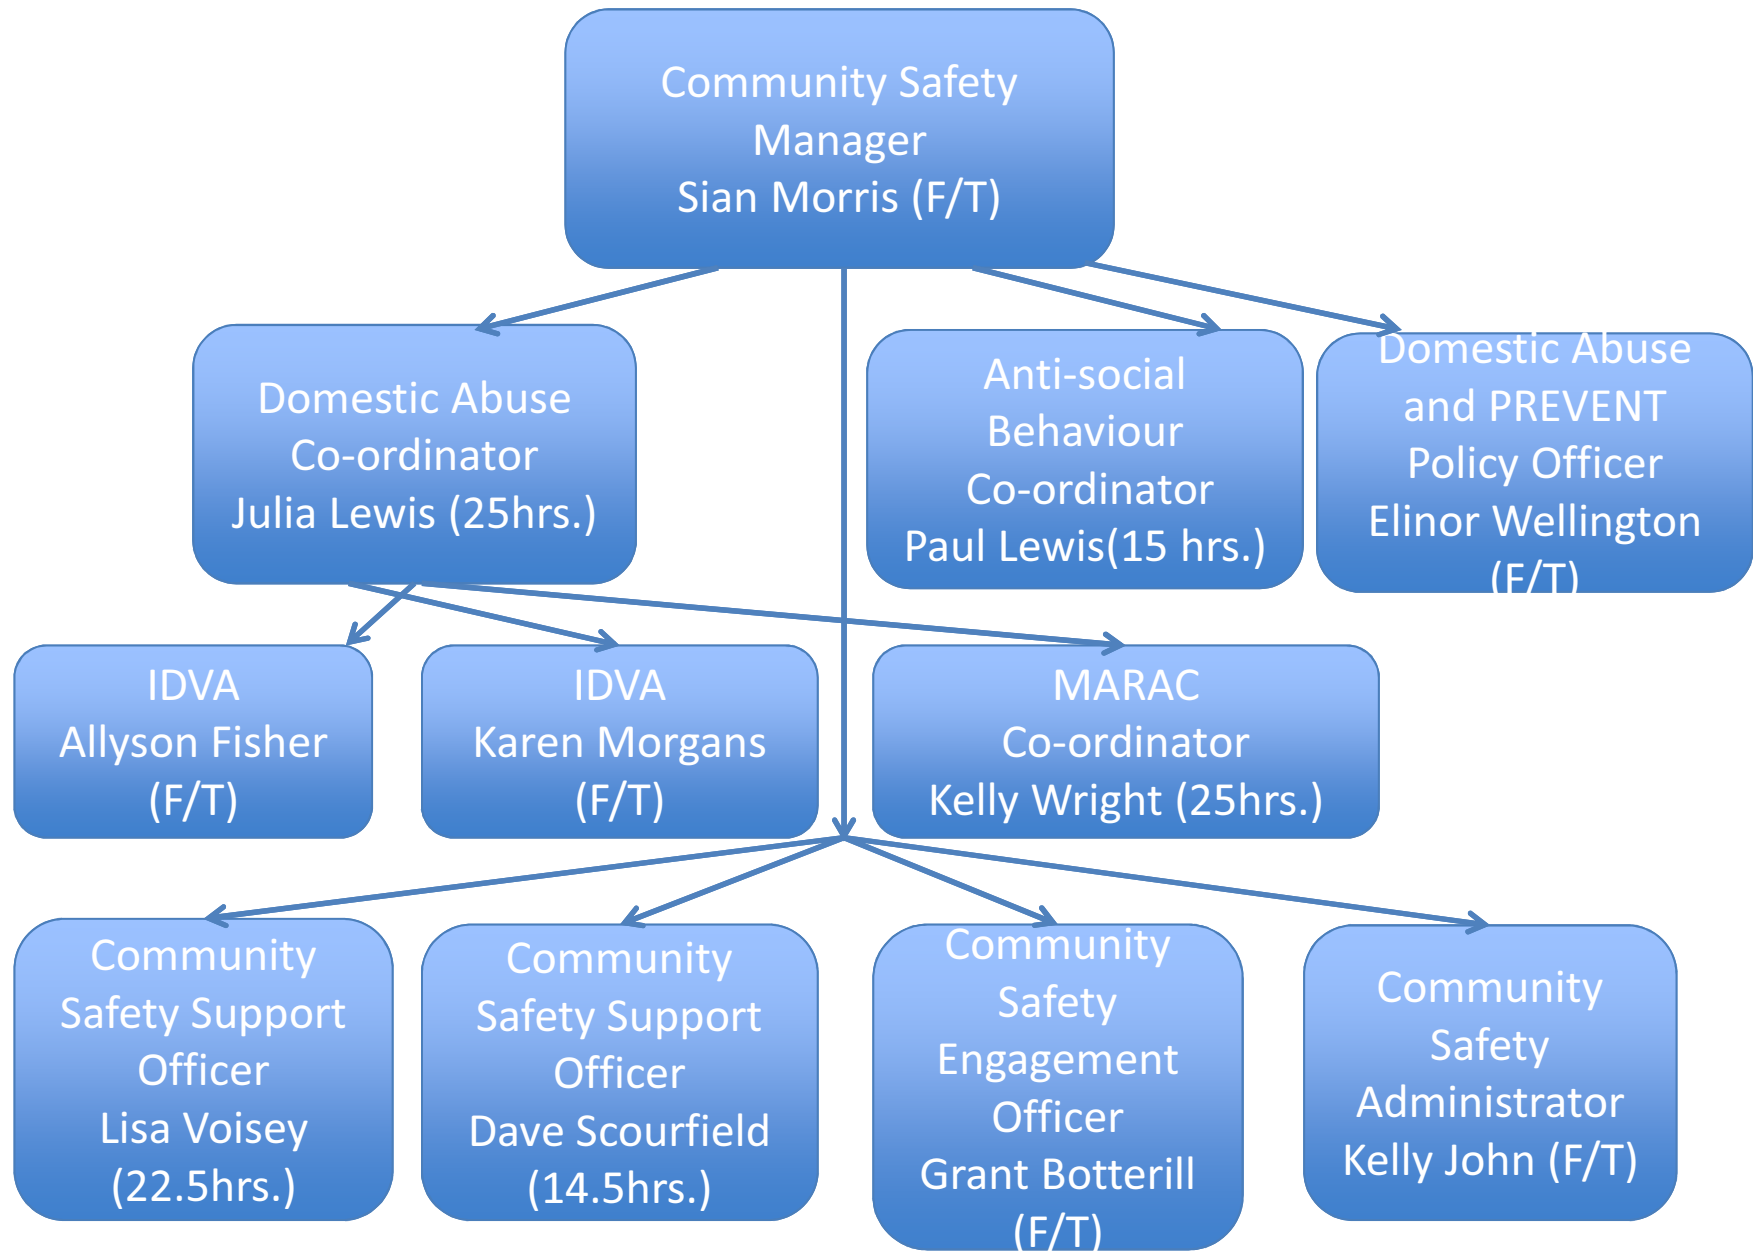 Community Safety
Manager
Sian Morris (F/T)
Domestic Abuse
Co-ordinator
Julia Lewis (25hrs.)
Anti-social
Behaviour
Co-ordinator
Paul Lewis(15 hrs.)
Domestic Abuse
and PREVENT
Policy Officer
Elinor Wellington
(F/T)
IDVA
Allyson Fisher
(F/T)
IDVA
Karen Morgans
(F/T)
MARAC
Co-ordinator
Kelly Wright (25hrs.)
Community
Safety Support
Officer
Lisa Voisey
(22.5hrs.)
Community
Safety Support
Officer
Dave Scourfield
(14.5hrs.)
Community
Safety
Engagement
Officer
Grant Botterill
(F/T)
Community
Safety
Administrator
Kelly John (F/T)